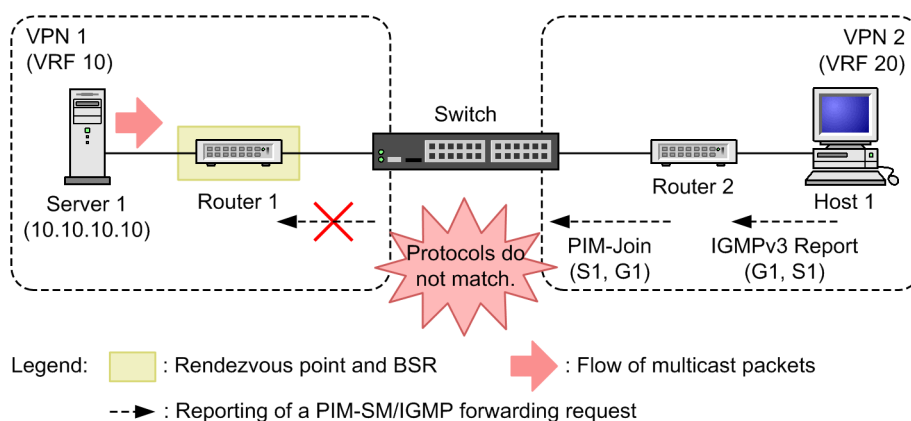 VPN 1
(VRF 10)
VPN 2
(VRF 20)
Switch
Server 1
(10.10.10.10)
Router 1
Router 2
Host 1
Protocols do
not match.
PIM-Join
(S1, G1)
IGMPv3 Report
(G1, S1)
Legend:
: Rendezvous point and BSR
: Flow of multicast packets
: Reporting of a PIM-SM/IGMP forwarding request